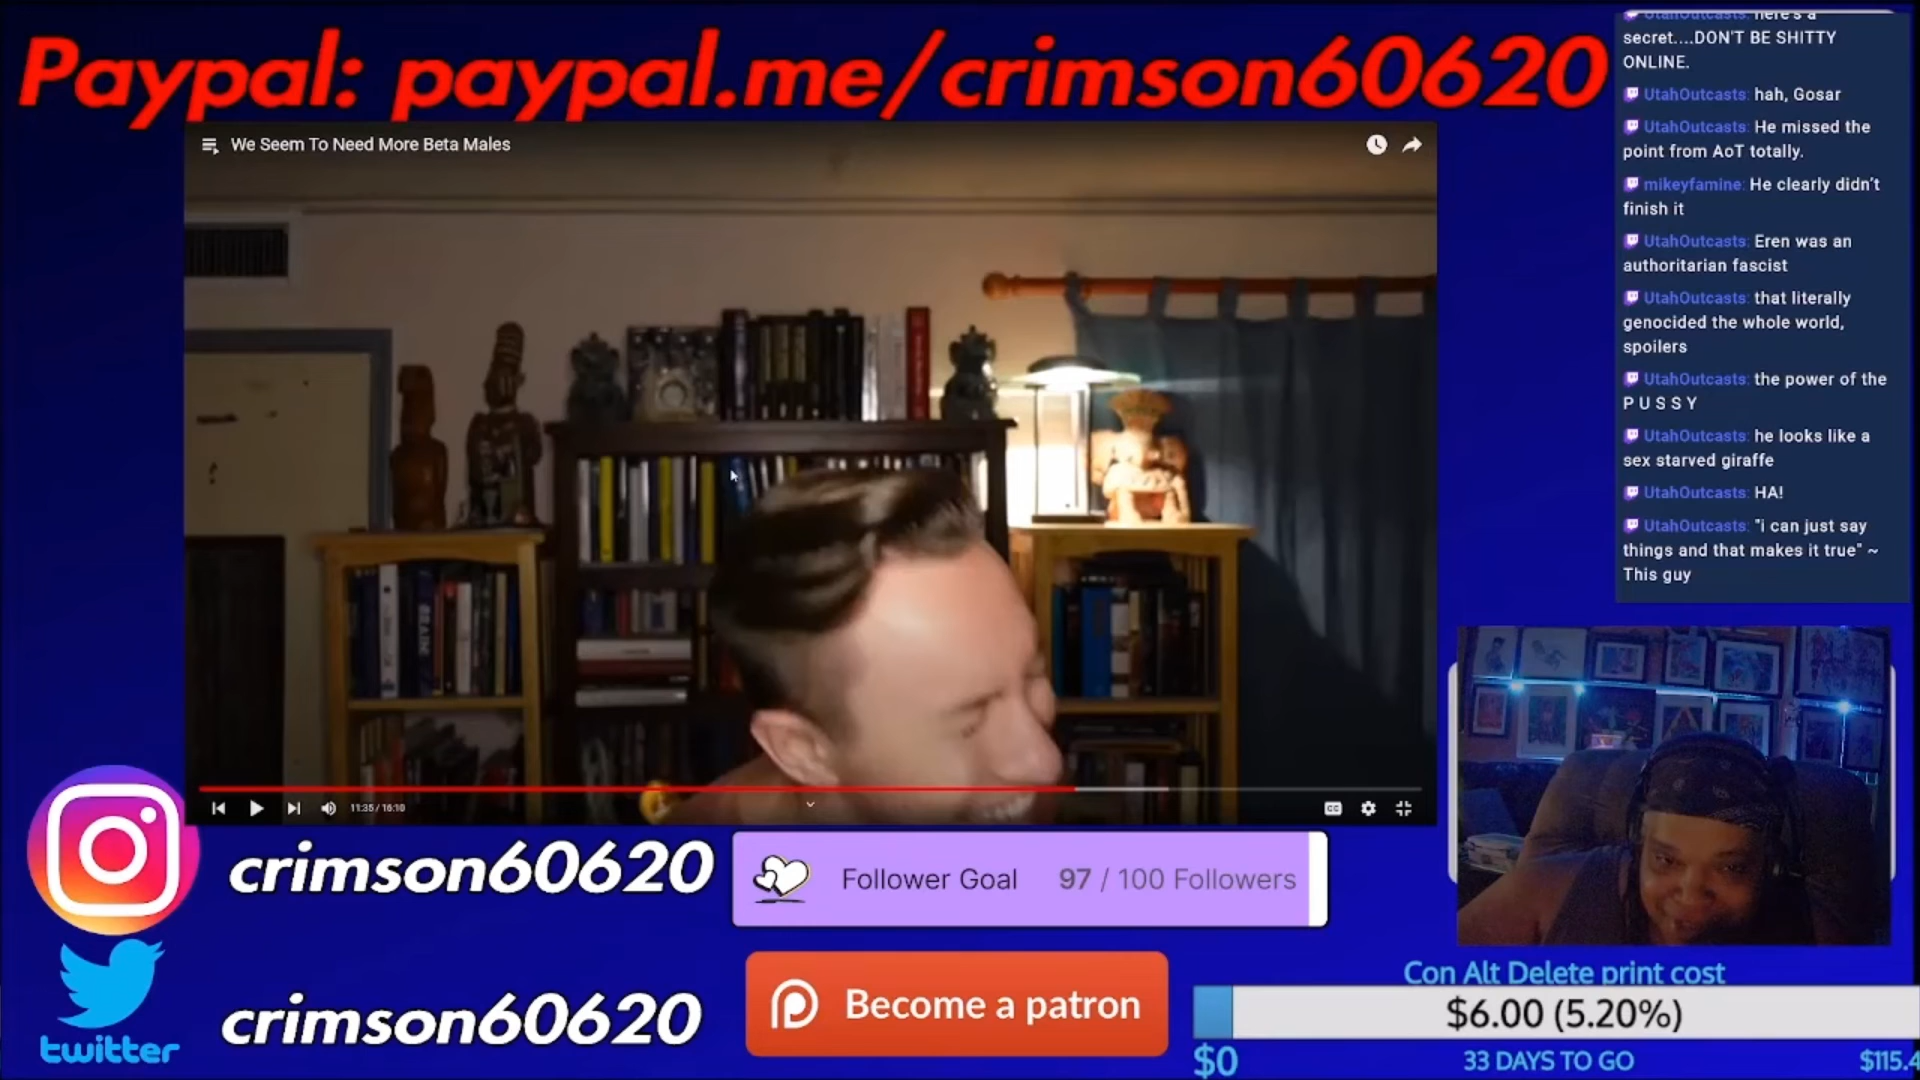 Paypal: paypal.me/crimson60620
We Seem To Need More Beta Males
UtahOutcasts: here's a
secret....DON'T BE SHITTY
ONLINE.
UtahOutcasts: hah, Gosar
UtahOutcasts: He missed the
point from AoT totally.
mikeyfamine: He clearly didn't
finish it
UtahOutcasts: Eren was an
authoritarian fascist
UtahOutcasts: that literally
genocided the whole world,
spoilers
UtahOutcasts: the power of the
P U S S Y
UtahOutcasts: he looks like a
sex starved giraffe
UtahOutcasts: HA!
UtahOutcasts: "i can just say
things and that makes it true" ~
This guy
11:35 / 16:10
CC
crimson60620
Follower Goal 97 / 100 Followers
twitter
crimson60620
Become a patron
Con Alt Delete print cost
$6.00 (5.20%)
$0 33 DAYS TO GO $115.4